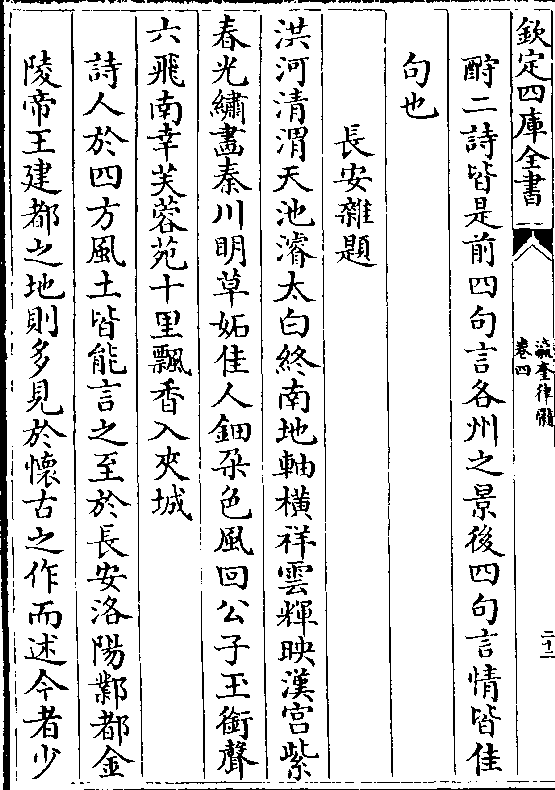 欽定四庫全書
瀛奎律髓
卷四
二十二
酧二詩皆是前四句言各州之景後四句言情皆佳
句也
長安雜題
洪河清渭天池濬太白終南地軸橫祥雲輝映漢宫紫
春光繡畫秦川明草妬佳人鈿朶色風回公子玉銜聲
六飛南幸芙蓉苑十里飄香入夾城
詩人於四方風土皆能言之至於長安洛陽鄴都金
陵帝王建都之地則多見於懷古之作而述今者少